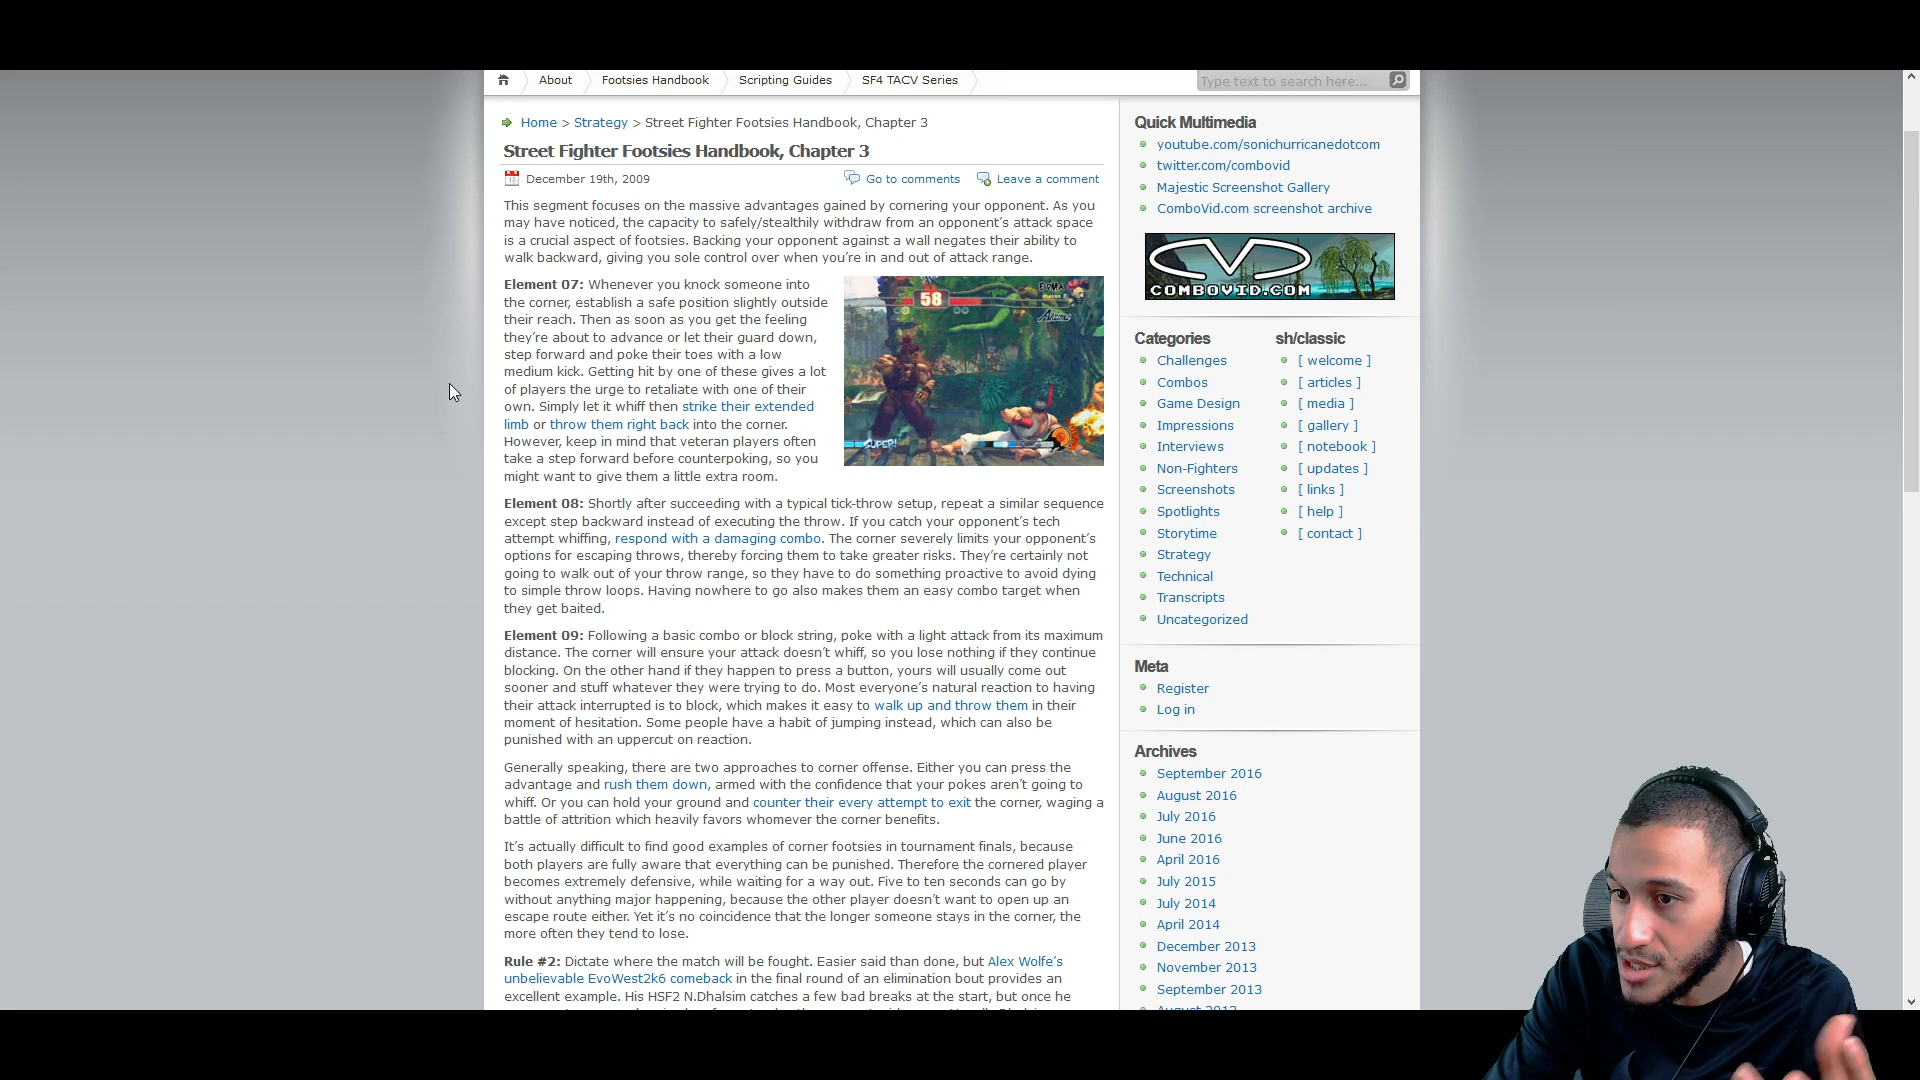 About
Footsies Handbook
Scripting Guides
SF4 TACV Series
Type text to search here...
Home > Strategy > Street Fighter Footsies Handbook, Chapter 3
Street Fighter Footsies Handbook, Chapter 3
December 19th, 2009
Go to comments
Leave a comment
This segment focuses on the massive advantages gained by cornering your opponent. As you
may have noticed, the capacity to safely/stealthily withdraw from an opponent's attack space
is a crucial aspect of footsies. Backing your opponent against a wall negates their ability to
walk backward, giving you sole control over when you're in and out of attack range.
Element 07: Whenever you knock someone into
the corner, establish a safe position slightly outside
their reach. Then as soon as you get the feeling
they're about to advance or let their guard down,
step forward and poke their toes with a low
medium kick. Getting hit by one of these gives a lot
of players the urge to retaliate with one of their
own. Simply let it whiff then strike their extended
limb or throw them right back into the corner.
However, keep in mind that veteran players often
take a step forward before counterpoking, so you
might want to give them a little extra room.
58
SUPER!
Element 08: Shortly after succeeding with a typical tick-throw setup, repeat a similar sequence
except step backward instead of executing the throw. If you catch your opponent's tech
attempt whiffing, respond with a damaging combo. The corner severely limits your opponent's
options for escaping throws, thereby forcing them to take greater risks. They're certainly not
going to walk out of your throw range, so they have to do something proactive to avoid dying
to simple throw loops. Having nowhere to go also makes them an easy combo target when
they get baited.
Element 09: Following a basic combo or block string, poke with a light attack from its maximum
distance. The corner will ensure your attack doesn't whiff, so you lose nothing if they continue
blocking. On the other hand if they happen to press a button, yours will usually come out
sooner and stuff whatever they were trying to do. Most everyone's natural reaction to having
their attack interrupted is to block, which makes it easy to walk up and throw them in their
moment of hesitation. Some people have a habit of jumping instead, which can also be
punished with an uppercut on reaction.
Generally speaking, there are two approaches to corner offense. Either you can press the
advantage and rush them down, armed with the confidence that your pokes aren't going to
whiff. Or you can hold your ground and counter their every attempt to exit the corner, waging a
battle of attrition which heavily favors whomever the corner benefits.
It's actually difficult to find good examples of corner footsies in tournament finals, because
both players are fully aware that everything can be punished. Therefore the cornered player
becomes extremely defensive, while waiting for a way out. Five to ten seconds can go by
without anything major happening, because the other player doesn't want to open up an
escape route either. Yet it's no coincidence that the longer someone stays in the corner, the
more often they tend to lose.
Rule #2: Dictate where the match will be fought. Easier said than done, but Alex Wolfe's
unbelievable EvoWest2k6 comeback in the final round of an elimination bout provides an
excellent example. His HSF2 N.Dhalsim catches a few bad breaks at the start, but once he
Quick Multimedia
youtube.com/sonichurricanedotcom
twitter.com/combovid
Majestic Screenshot Gallery
ComboVid.com screenshot archive
CVD
COMBOVID.COM
Categories
Challenges
Combos
Game Design
Impressions
Interviews
Non-Fighters
Screenshots
Spotlights
Storytime
Strategy
Technical
Transcripts
Uncategorized
sh/classic
[ welcome ]
[ articles ]
[ media ]
[ gallery ]
[ notebook ]
[ updates ]
[ links ]
[ help ]
[ contact ]
Meta
Register
Log in
Archives
September 2016
August 2016
July 2016
June 2016
April 2016
July 2015
July 2014
April 2014
December 2013
November 2013
September 2013